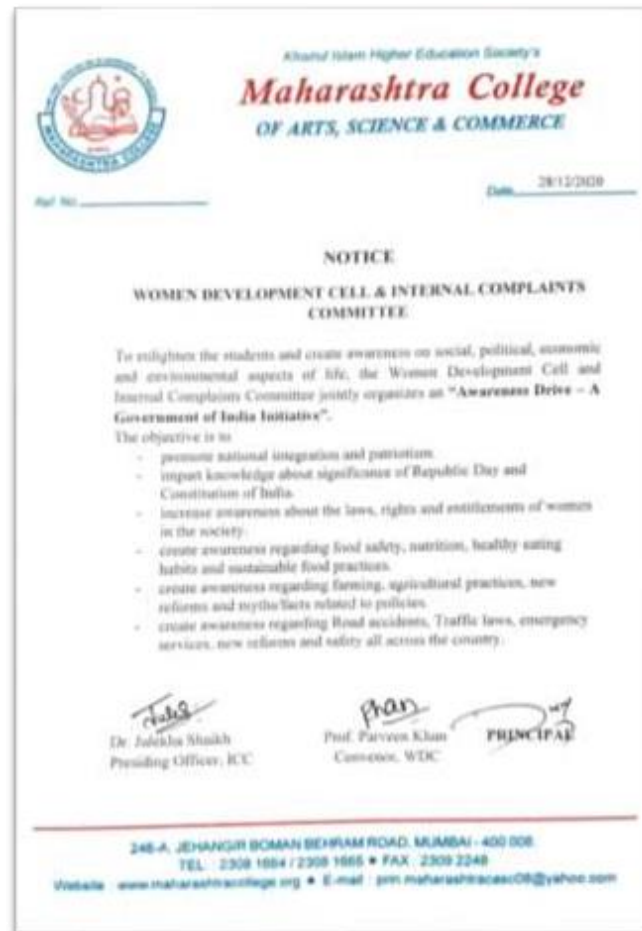 Khairul Islam Higher Education Society's
Maharashtra College
OF ARTS, SCIENCE & COMMERCE
MAHARASHTRA COLLEGE
Ref. No.
Date 28/12/2020
NOTICE
WOMEN DEVELOPMENT CELL & INTERNAL COMPLAINTS
COMMITTEE
To enlighten the students and create awareness on social, political, economic
and environmental aspects of life, the Women Development Cell and
Internal Complaints Committee jointly organizes an "Awareness Drive – A
Government of India Initiative".
The objective is to
- promote national integration and patriotism.
- impart knowledge about significance of Republic Day and
Constitution of India.
- increase awareness about the laws, rights and entitlements of women
in the society.
- create awareness regarding food safety, nutrition, healthy eating
habits and sustainable food practices.
- create awareness regarding farming, agricultural practices, new
reforms and myths/facts related to policies.
- create awareness regarding Road accidents, Traffic laws, emergency
services, new reforms and safety all across the country.
Dr. Julekha Shaikh
Presiding Officer, ICC
Prof. Parveen Khan
Convenor, WDC
PRINCIPAL
246-A, JEHANGIR BOMAN BEHRAM ROAD, MUMBAI - 400 008.
TEL : 2308 1664 / 2308 1665 • FAX : 2309 2248
Website : www.maharashtracollege.org • E-mail : prin.maharashtracasc08@yahoo.com